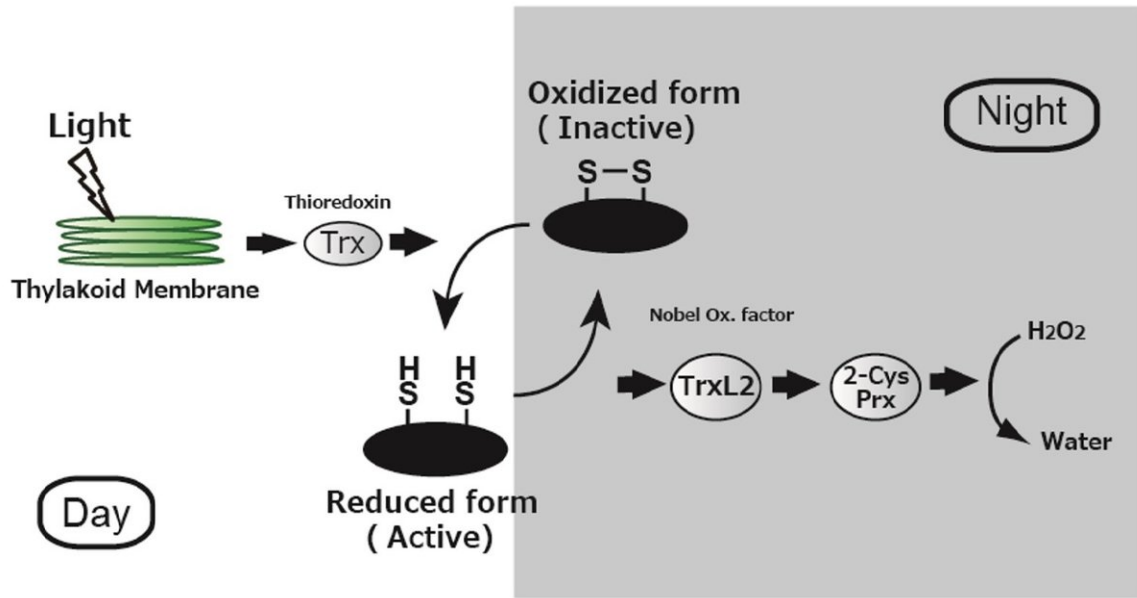 Light
Thylakoid Membrane
Thioredoxin
Trx
Oxidized form
( Inactive)
S-S
Night
H H
S S
Reduced form
( Active)
Day
Nobel Ox. factor
TrxL2
2-Cys
Prx
H2O2
Water